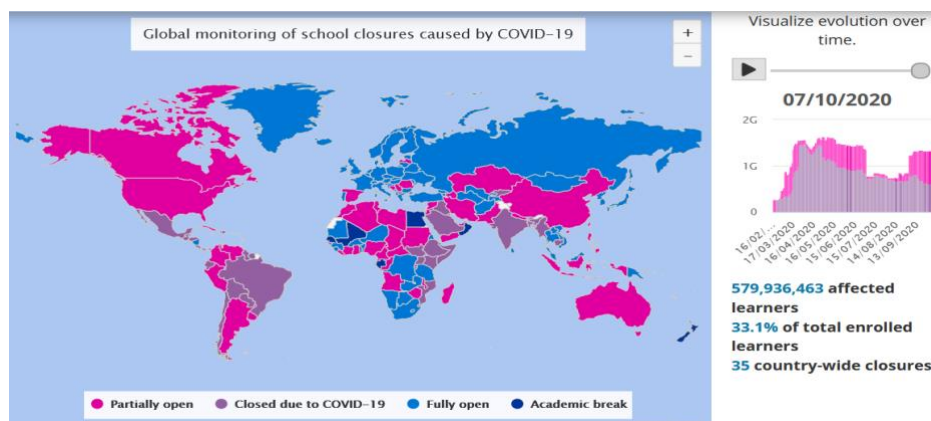 Global monitoring of school closures caused by COVID-19
+
−
Partially open
Closed due to COVID-19
Fully open
Academic break
Visualize evolution over
time.
07/10/2020
2G
1G
0
16/02/...
17/03/2020
16/04/2020
16/05/2020
15/06/2020
15/07/2020
14/08/2020
13/09/2020
579,936,463 affected
learners
33.1% of total enrolled
learners
35 country-wide closures